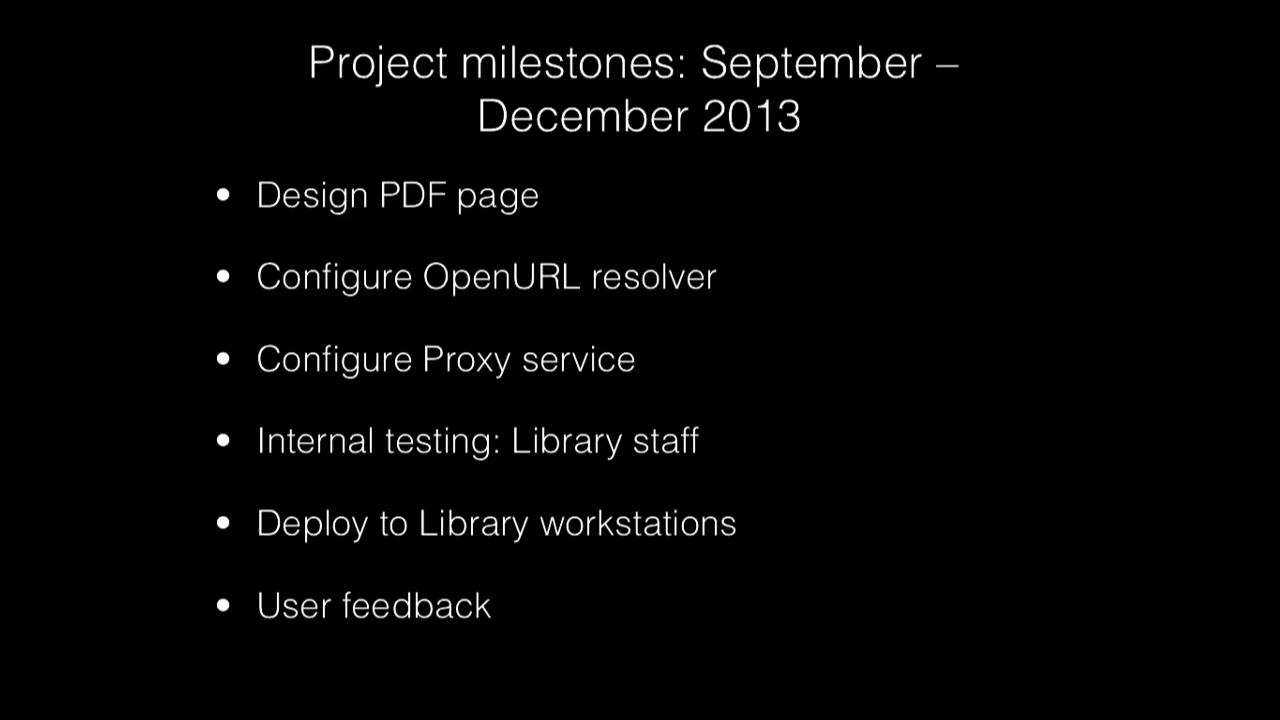 Project milestones: September –
December 2013
• Design PDF page
• Configure OpenURL resolver
• Configure Proxy service
• Internal testing: Library staff
• Deploy to Library workstations
• User feedback